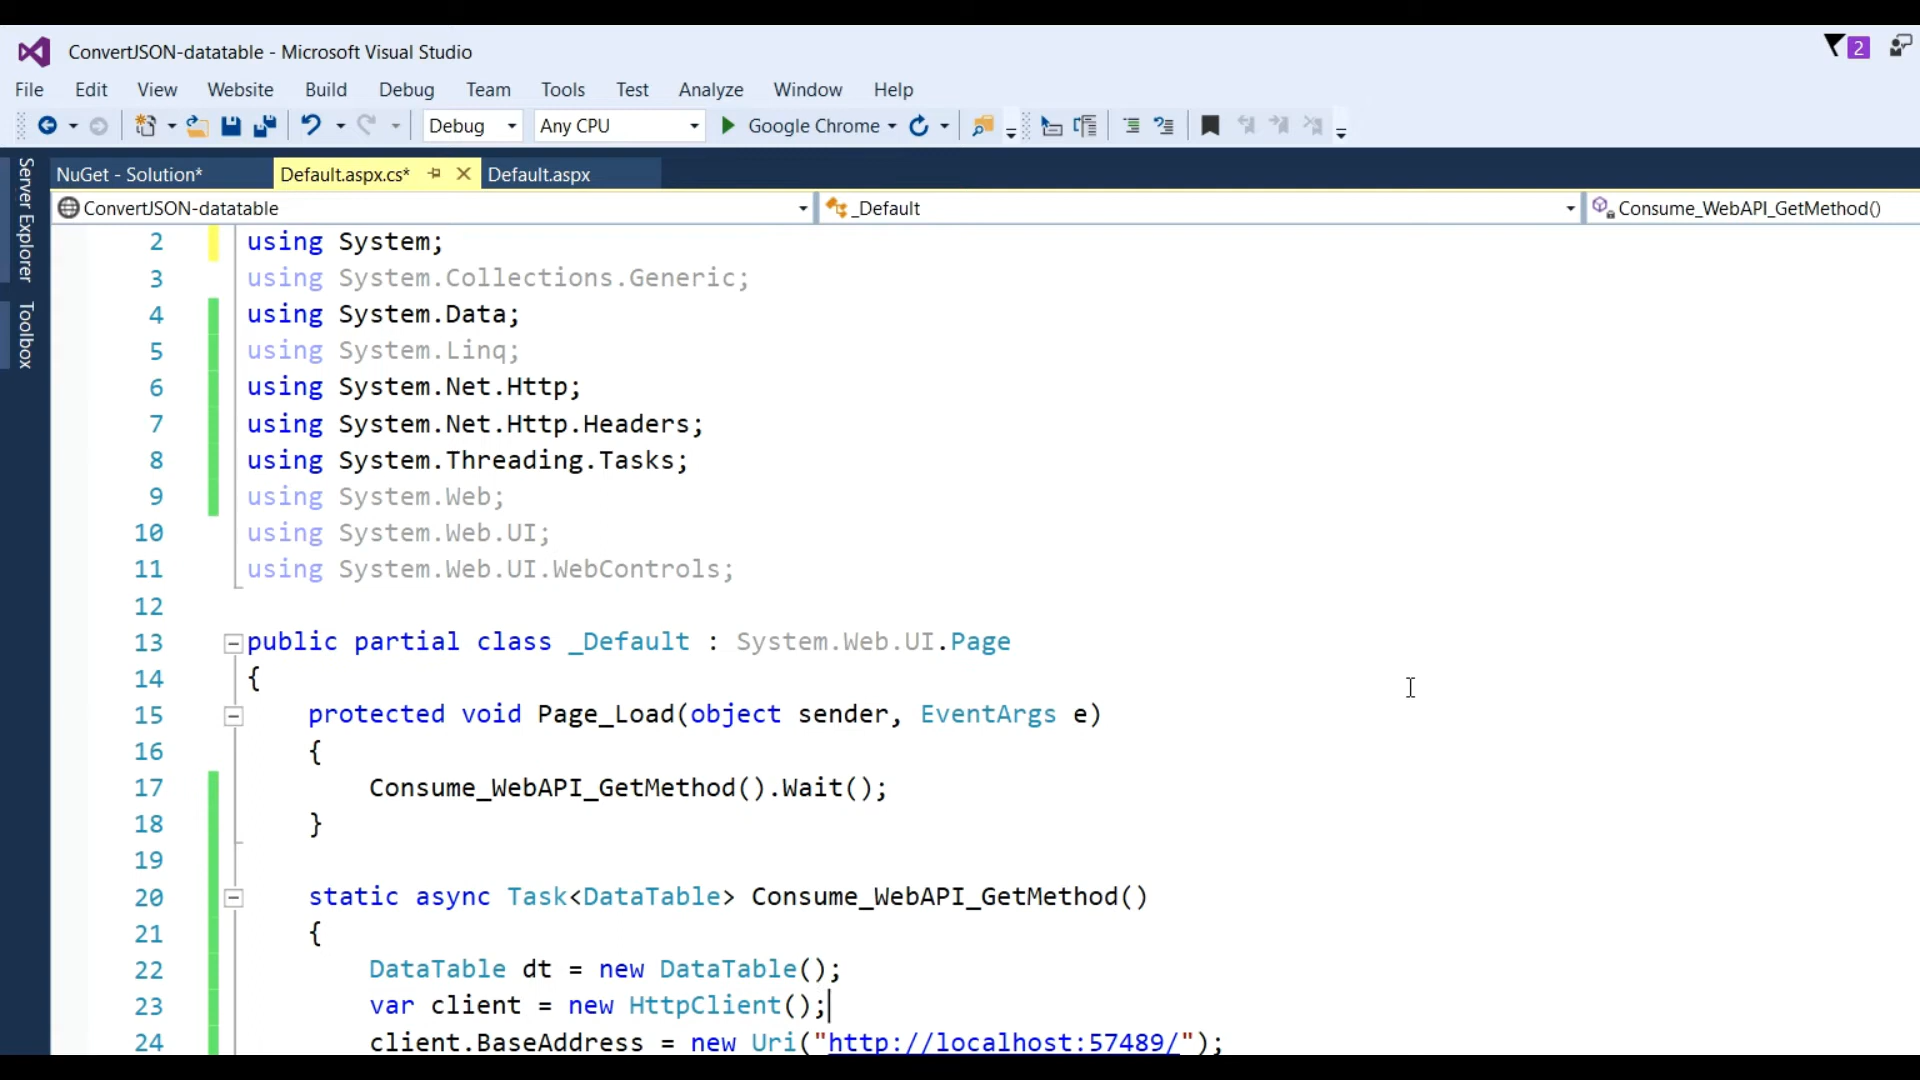 ConvertJSON-datatable - Microsoft Visual Studio
2
File Edit View Website Build Debug Team Tools Test Analyze Window Help
Debug Any CPU Google Chrome
Server Explorer
Toolbox
NuGet - Solution* Default.aspx.cs* Default.aspx
ConvertJSON-datatable _Default Consume_WebAPI_GetMethod()
2 using System;
3 using System.Collections.Generic;
4 using System.Data;
5 using System.Linq;
6 using System.Net.Http;
7 using System.Net.Http.Headers;
8 using System.Threading.Tasks;
9 using System.Web;
10 using System.Web.UI;
11 using System.Web.UI.WebControls;
12
13 public partial class _Default : System.Web.UI.Page
14 {
15 protected void Page_Load(object sender, EventArgs e)
16 {
17 Consume_WebAPI_GetMethod().Wait();
18 }
19
20 static async Task<DataTable> Consume_WebAPI_GetMethod()
21 {
22 DataTable dt = new DataTable();
23 var client = new HttpClient();
24 client.BaseAddress = new Uri("http://localhost:57489/");